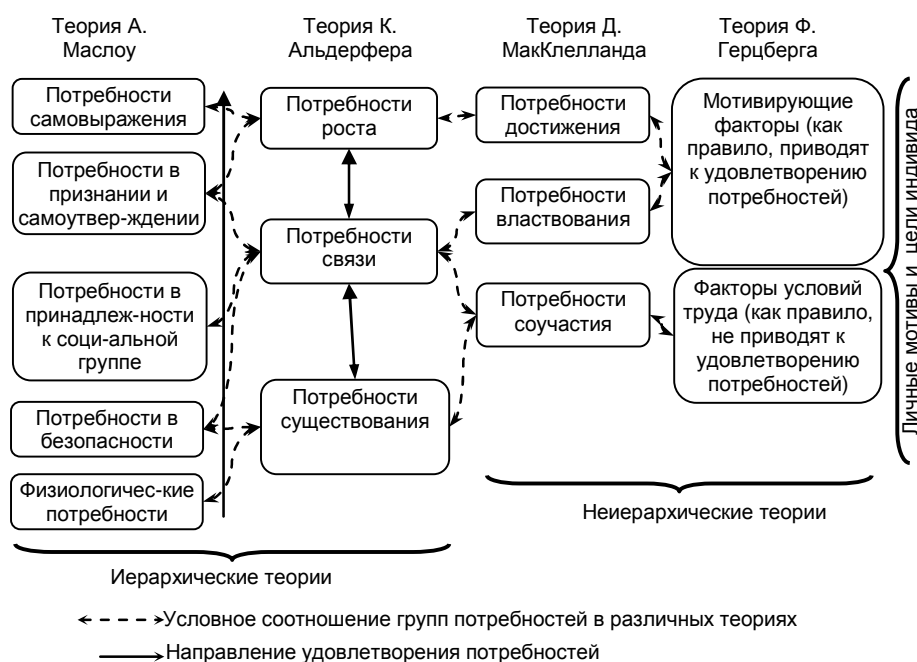 Теория А.
Маслоу
Теория К.
Альдерфера
Теория Д.
МакКлелланда
Теория Ф.
Герцберга
Потребности
самовыражения
Потребности в
признании и
самоутвер-ждении
Потребности в
принадлеж-ности
к соци-альной
группе
Потребности в
безопасности
Физиологичес-кие
потребности
Потребности
роста
Потребности
связи
Потребности
существования
Потребности
достижения
Потребности
властвования
Потребности
соучастия
Мотивирующие
факторы (как
правило, приводят
к удовлетворению
потребностей)
Факторы условий
труда (как правило,
не приводят к
удовлетворению
потребностей)
Личные мотивы и цели индивида
Иерархические теории
Неиерархические теории
Условное соотношение групп потребностей в различных теориях
Направление удовлетворения потребностей